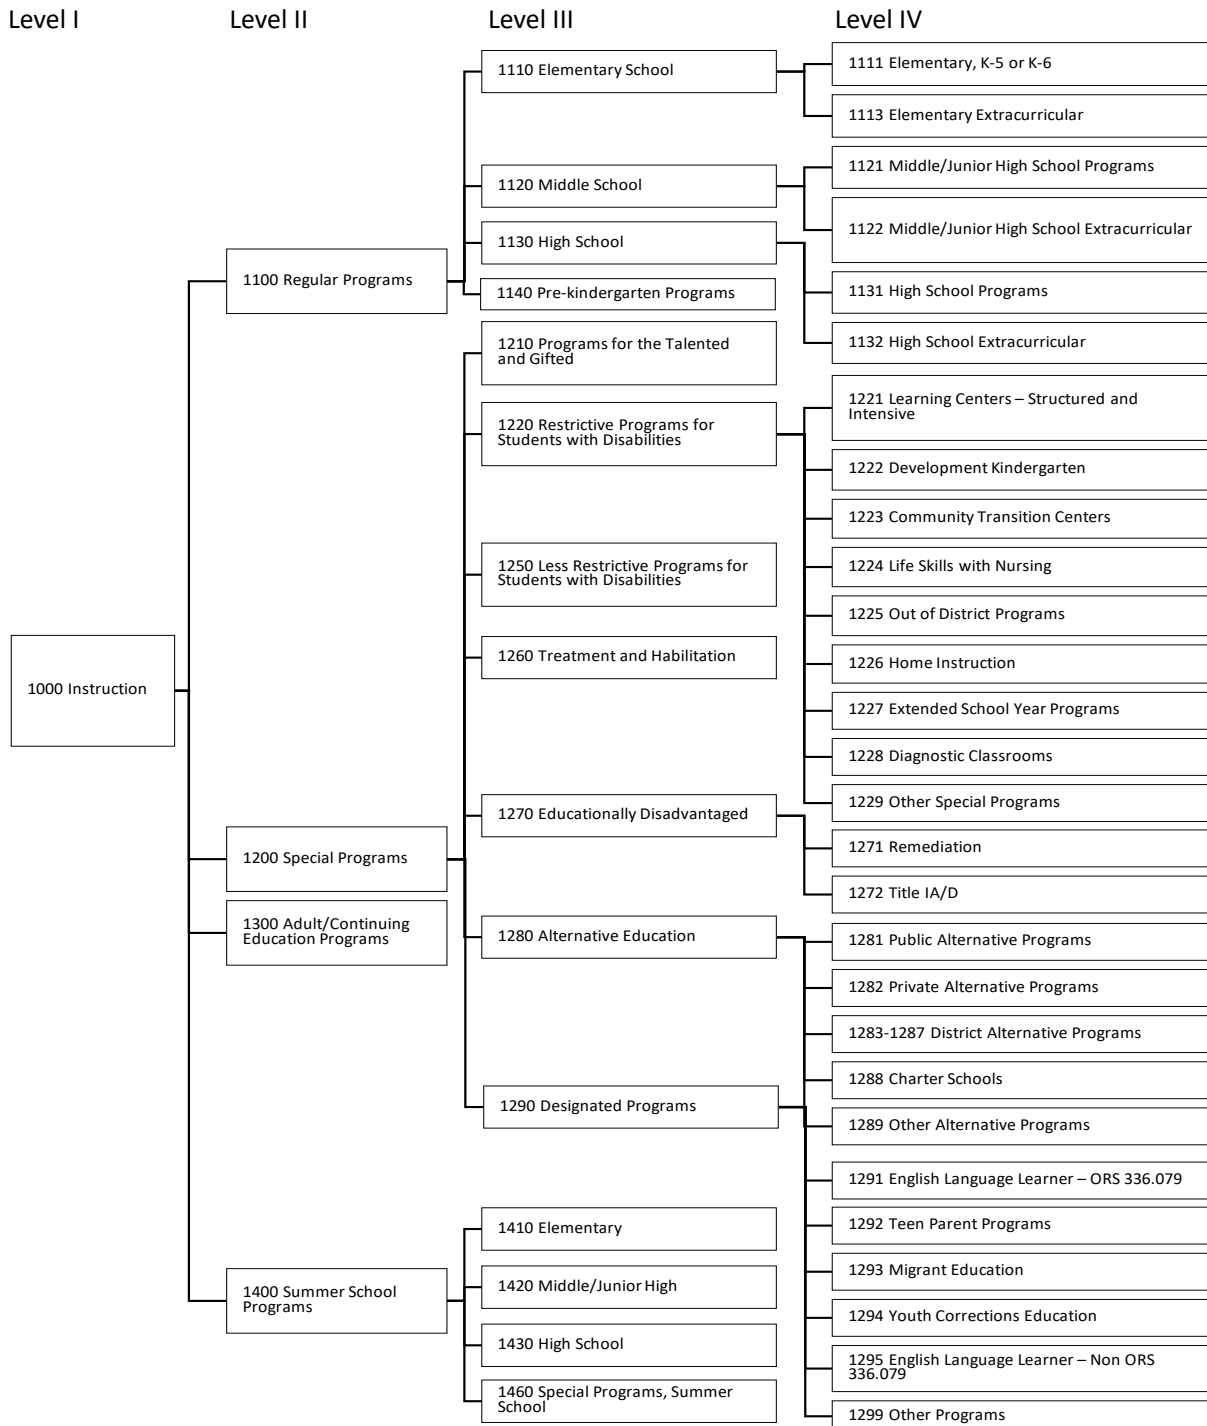 Level I
Level II
Level III
Level IV
1000 Instruction
1100 Regular Programs
1200 Special Programs
1300 Adult/Continuing
Education Programs
1400 Summer School
Programs
1110 Elementary School
1120 Middle School
1130 High School
1140 Pre-kindergarten Programs
1210 Programs for the Talented
and Gifted
1220 Restrictive Programs for
Students with Disabilities
1250 Less Restrictive Programs for
Students with Disabilities
1260 Treatment and Habilitation
1270 Educationally Disadvantaged
1280 Alternative Education
1290 Designated Programs
1410 Elementary
1420 Middle/Junior High
1430 High School
1460 Special Programs, Summer
School
1111 Elementary, K-5 or K-6
1113 Elementary Extracurricular
1121 Middle/Junior High School Programs
1122 Middle/Junior High School Extracurricular
1131 High School Programs
1132 High School Extracurricular
1221 Learning Centers – Structured and
Intensive
1222 Development Kindergarten
1223 Community Transition Centers
1224 Life Skills with Nursing
1225 Out of District Programs
1226 Home Instruction
1227 Extended School Year Programs
1228 Diagnostic Classrooms
1229 Other Special Programs
1271 Remediation
1272 Title IA/D
1281 Public Alternative Programs
1282 Private Alternative Programs
1283-1287 District Alternative Programs
1288 Charter Schools
1289 Other Alternative Programs
1291 English Language Learner – ORS 336.079
1292 Teen Parent Programs
1293 Migrant Education
1294 Youth Corrections Education
1295 English Language Learner – Non ORS
336.079
1299 Other Programs